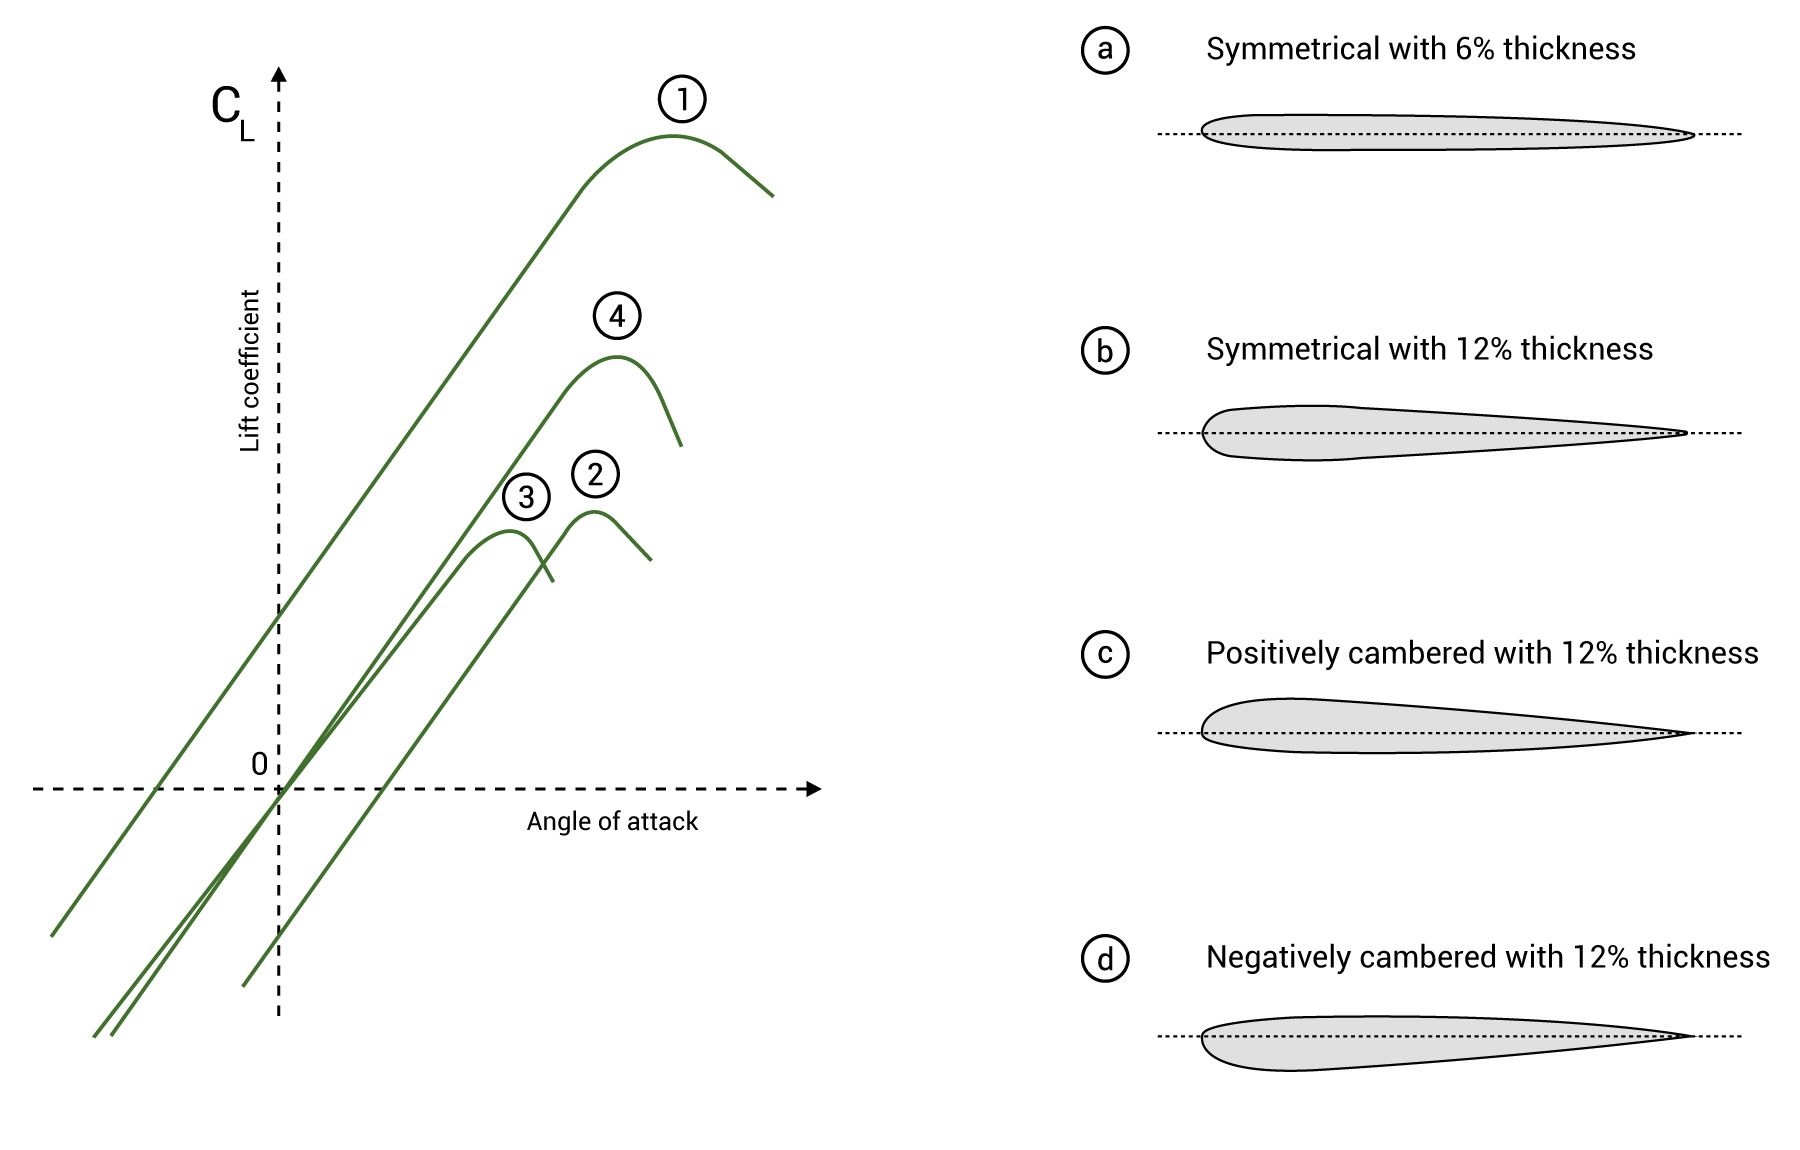 C
L
Lift coefficient
0
Angle of attack
1
4
3
2
a
Symmetrical with 6% thickness
b
Symmetrical with 12% thickness
c
Positively cambered with 12% thickness
d
Negatively cambered with 12% thickness